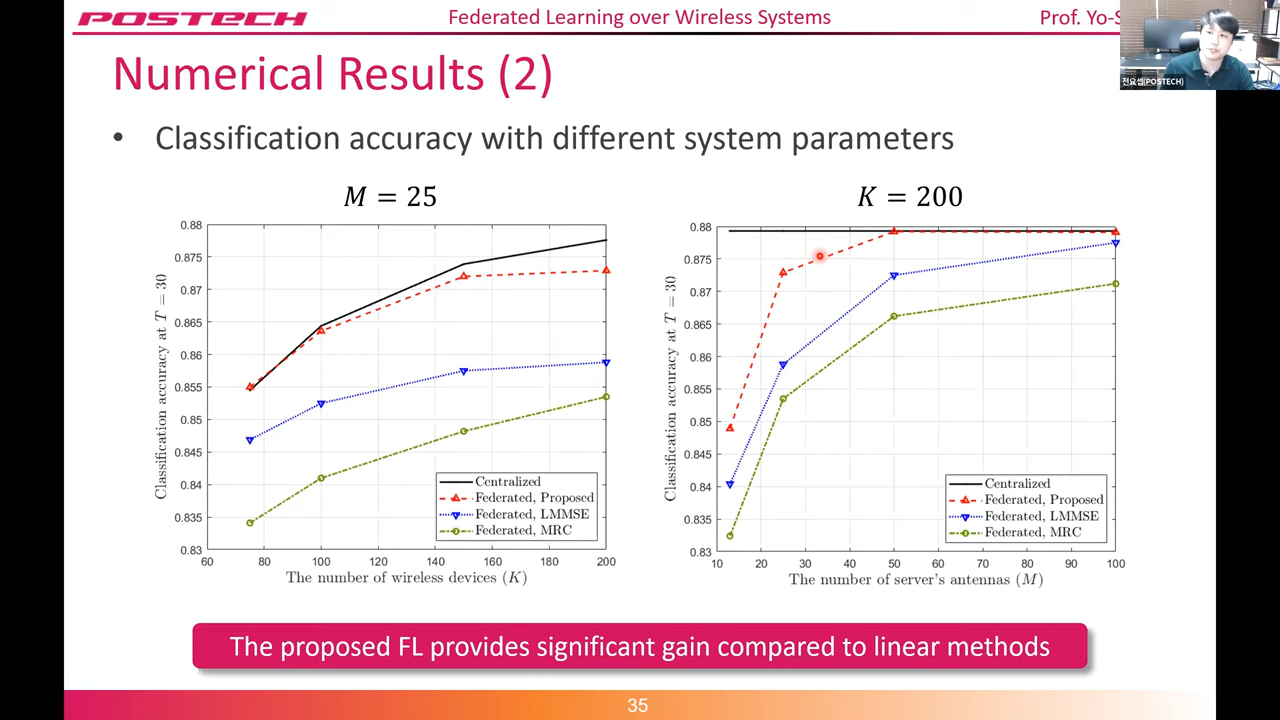 POSTECH
Federated Learning over Wireless Systems
Prof. Yo-S
전요셉(POSTECH)
Numerical Results (2)
• Classification accuracy with different system parameters
M = 25
0.88
0.875
0.87
0.865
0.86
0.855
0.85
0.845
0.84
0.835
0.83
Classification accuracy at T = 30
Centralized
Federated, Proposed
Federated, LMMSE
Federated, MRC
60 80 100 120 140 160 180 200
The number of wireless devices (K)
K = 200
0.88
0.875
0.87
0.865
0.86
0.855
0.85
0.845
0.84
0.835
0.83
Classification accuracy at T = 30
Centralized
Federated, Proposed
Federated, LMMSE
Federated, MRC
10 20 30 40 50 60 70 80 90 100
The number of server's antennas (M)
The proposed FL provides significant gain compared to linear methods
35